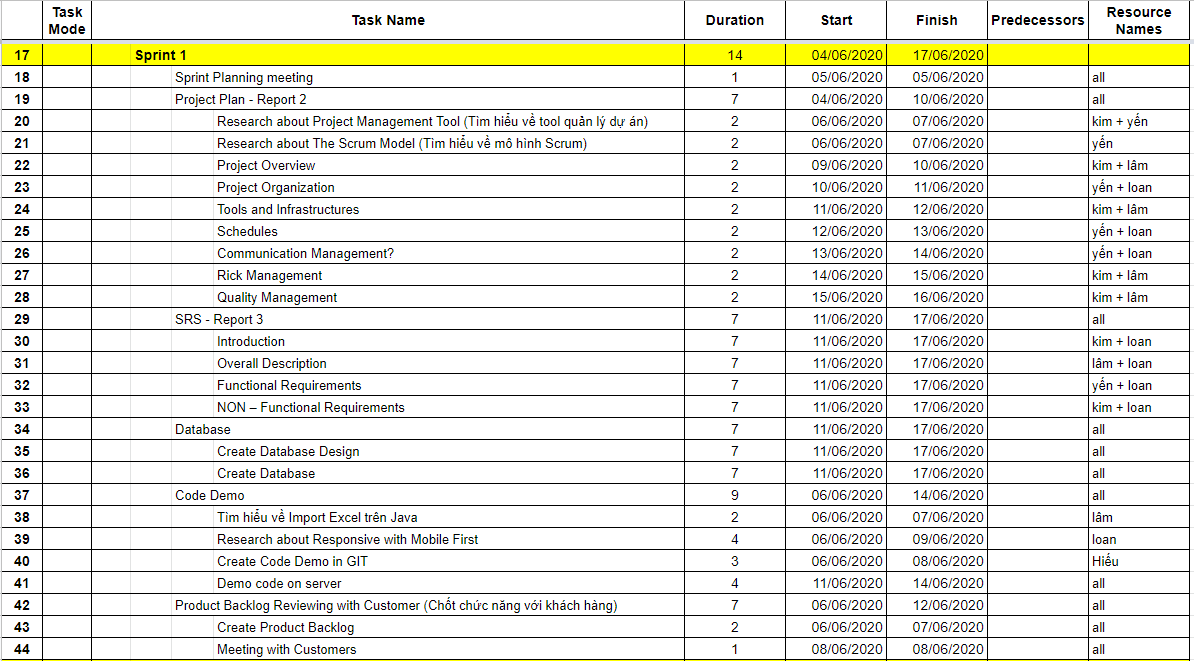 Task Mode Task Name Duration Start Finish Predecessors Resource Names
17 Sprint 1 14 04/06/2020 17/06/2020
18 Sprint Planning meeting 1 05/06/2020 05/06/2020 all
19 Project Plan - Report 2 7 04/06/2020 10/06/2020 all
20 Research about Project Management Tool (Tìm hiểu về tool quản lý dự án) 2 06/06/2020 07/06/2020 kim + yến
21 Research about The Scrum Model (Tìm hiểu về mô hình Scrum) 2 06/06/2020 07/06/2020 yến
22 Project Overview 2 09/06/2020 10/06/2020 kim + lâm
23 Project Organization 2 10/06/2020 11/06/2020 yến + loan
24 Tools and Infrastructures 2 11/06/2020 12/06/2020 kim + lâm
25 Schedules 2 12/06/2020 13/06/2020 yến + loan
26 Communication Management? 2 13/06/2020 14/06/2020 yến + loan
27 Rick Management 2 14/06/2020 15/06/2020 kim + lâm
28 Quality Management 2 15/06/2020 16/06/2020 kim + lâm
29 SRS - Report 3 7 11/06/2020 17/06/2020 all
30 Introduction 7 11/06/2020 17/06/2020 kim + loan
31 Overall Description 7 11/06/2020 17/06/2020 lâm + loan
32 Functional Requirements 7 11/06/2020 17/06/2020 yến + loan
33 NON – Functional Requirements 7 11/06/2020 17/06/2020 kim + loan
34 Database 7 11/06/2020 17/06/2020 all
35 Create Database Design 7 11/06/2020 17/06/2020 all
36 Create Database 7 11/06/2020 17/06/2020 all
37 Code Demo 9 06/06/2020 14/06/2020 all
38 Tìm hiểu về Import Excel trên Java 2 06/06/2020 07/06/2020 lâm
39 Research about Responsive with Mobile First 4 06/06/2020 09/06/2020 loan
40 Create Code Demo in GIT 3 06/06/2020 08/06/2020 Hiếu
41 Demo code on server 4 11/06/2020 14/06/2020 all
42 Product Backlog Reviewing with Customer (Chốt chức năng với khách hàng) 7 06/06/2020 12/06/2020 all
43 Create Product Backlog 2 06/06/2020 07/06/2020 all
44 Meeting with Customers 1 08/06/2020 08/06/2020 all